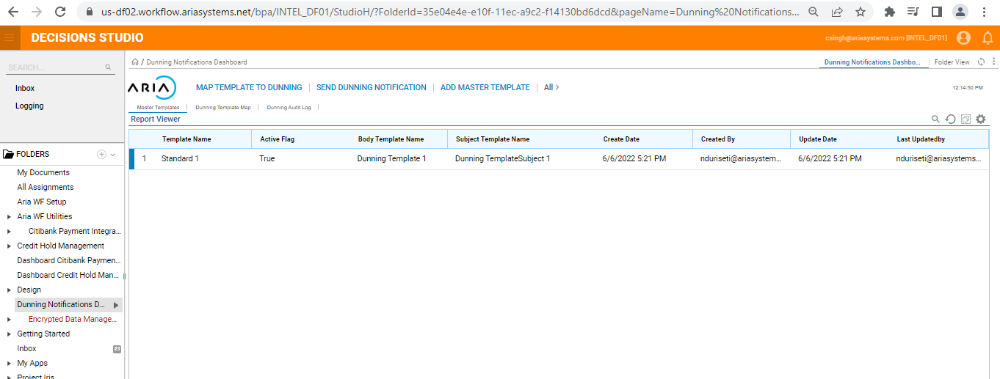 us-df02.workflow.ariasystems.net/bpa/INTEL_DF01/StudioH/?FolderId=35e04e4e-e10f-11ec-a9c2-f14130bd6dcd&pageName=Dunning%20Notifications...
DECISIONS STUDIO
csingh@ariasystems.com [INTEL_DF01]
SEARCH...
/ Dunning Notifications Dashboard
Dunning Notifications Dashbo...
Folder View
Inbox
Logging
ARIA
MAP TEMPLATE TO DUNNING | SEND DUNNING NOTIFICATION | ADD MASTER TEMPLATE | All >
12:14:50 PM
Master Templates | Dunning Template Map | Dunning Audit Log |
Report Viewer
Template Name Active Flag Body Template Name Subject Template Name Create Date Created By Update Date Last Updatedby
1 Standard 1 True Dunning Template 1 Dunning TemplateSubject 1 6/6/2022 5:21 PM nduriseti@ariasystem... 6/6/2022 5:21 PM nduriseti@ariasystems...
FOLDERS
My Documents
All Assignments
Aria WF Setup
Aria WF Utilities
Citibank Payment Integra...
Credit Hold Management
Dashboard Citibank Paymen...
Dashboard Credit Hold Man...
Design
Dunning Notifications D...
Encrypted Data Manage...
Getting Started
Inbox 23
My Apps
Project Iris